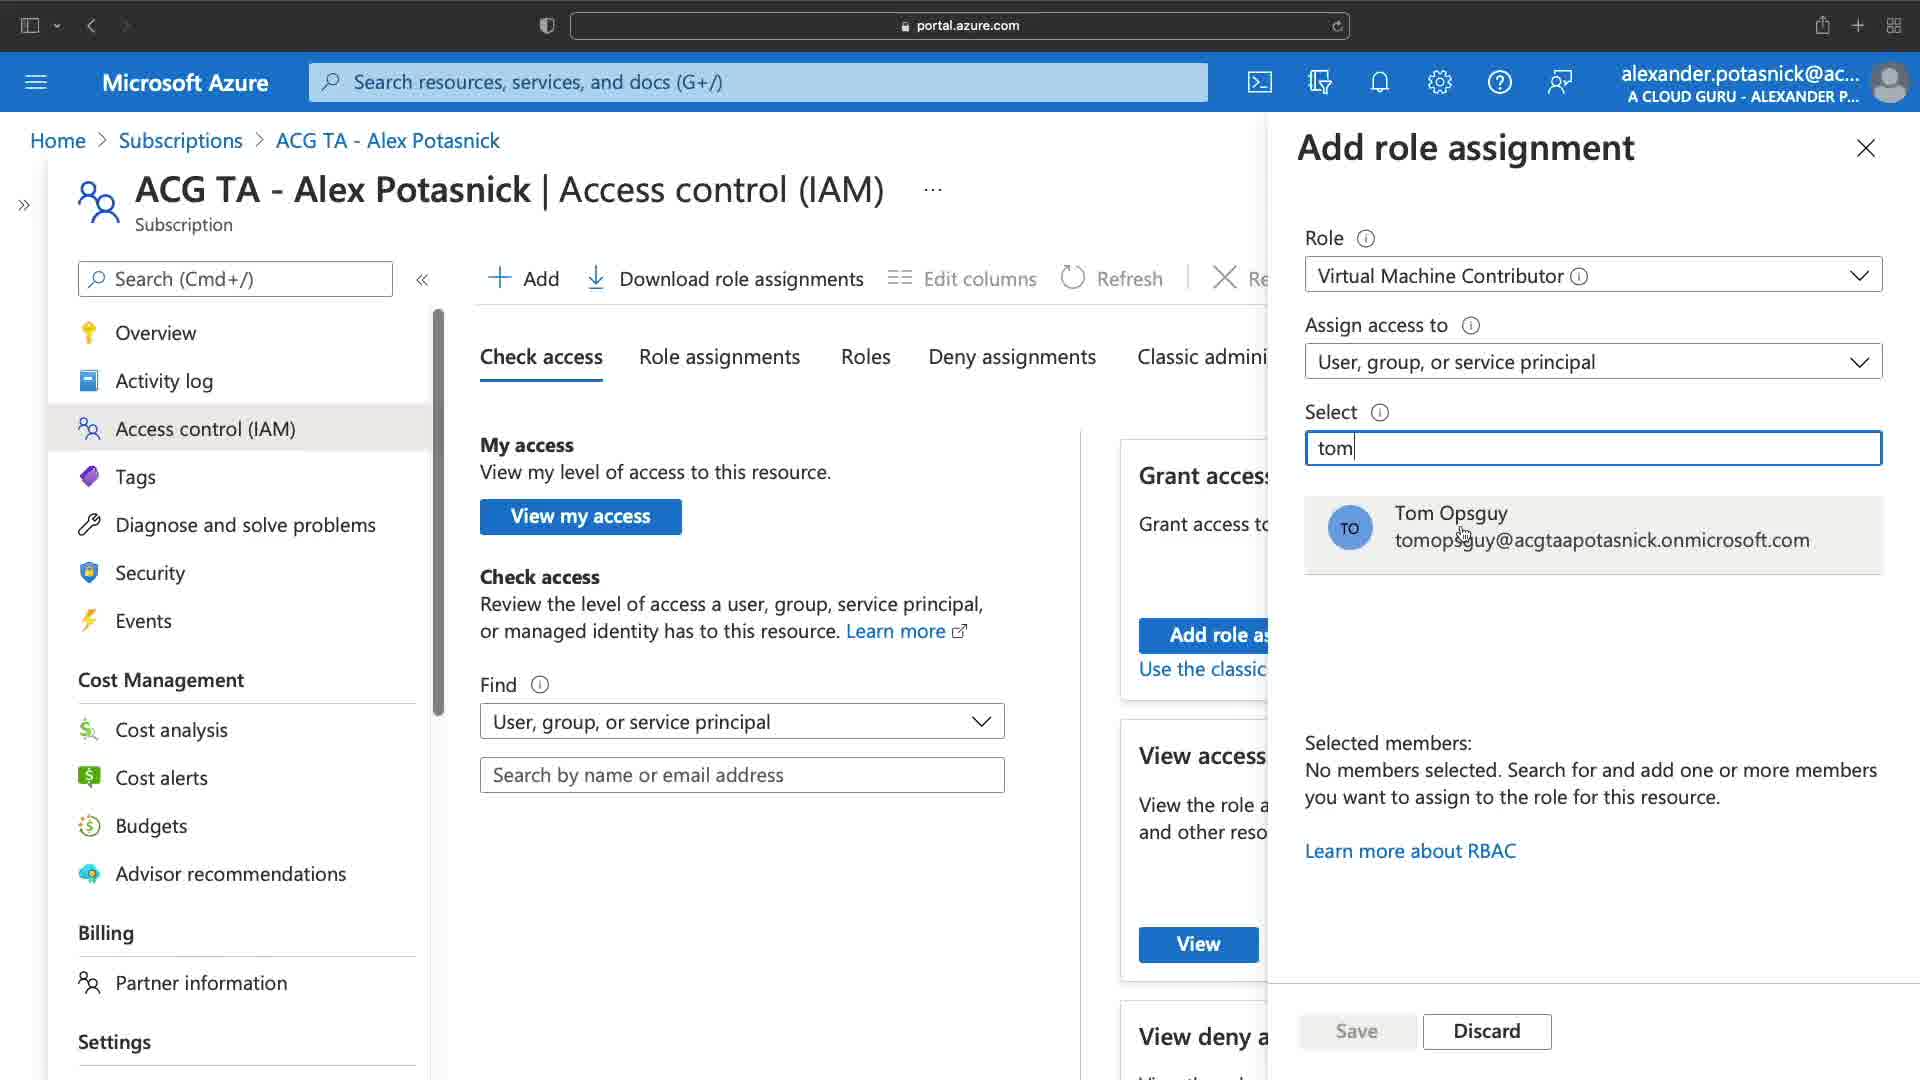 portal.azure.com
Microsoft Azure
Search resources, services, and docs (G+/)
alexander.potasnick@ac...
A CLOUD GURU - ALEXANDER P...
Home > Subscriptions > ACG TA - Alex Potasnick
ACG TA - Alex Potasnick | Access control (IAM) ...
Subscription
Search (Cmd+/)
Overview
Activity log
Access control (IAM)
Tags
Diagnose and solve problems
Security
Events
Cost Management
Cost analysis
Cost alerts
Budgets
Advisor recommendations
Billing
Partner information
Settings
Add
Download role assignments
Edit columns
Refresh
Re
Check access
Role assignments
Roles
Deny assignments
Classic admini
My access
View my level of access to this resource.
View my access
Check access
Review the level of access a user, group, service principal,
or managed identity has to this resource. Learn more
Find
User, group, or service principal
Search by name or email address
Grant access
Grant access to
Add role as
Use the classic
View access
View the role a
and other reso
View
View deny a
Add role assignment
Role
Virtual Machine Contributor
Assign access to
User, group, or service principal
Select
tom
TO
Tom Opsguy
tomopsguy@acgtaapotasnick.onmicrosoft.com
Selected members:
No members selected. Search for and add one or more members
you want to assign to the role for this resource.
Learn more about RBAC
Save
Discard